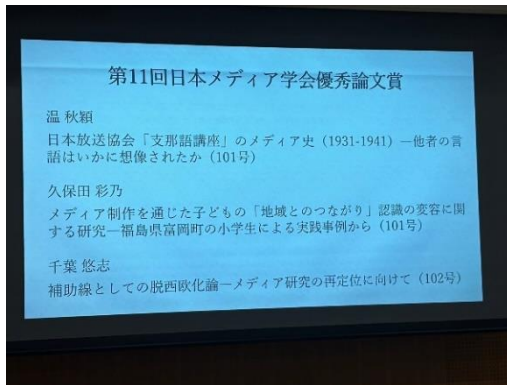 第11回日本メディア学会優秀論文賞
温 秋穎
日本放送協会「支那語講座」のメディア史（1931-1941）―他者の言
語はいかに想像されたか（101号）
久保田 彩乃
メディア制作を通じた子どもの「地域とのつながり」認識の変容に関
する研究―福島県富岡町の小学生による実践事例から（101号）
千葉 悠志
補助線としての脱西欧化論―メディア研究の再定位に向けて（102号）